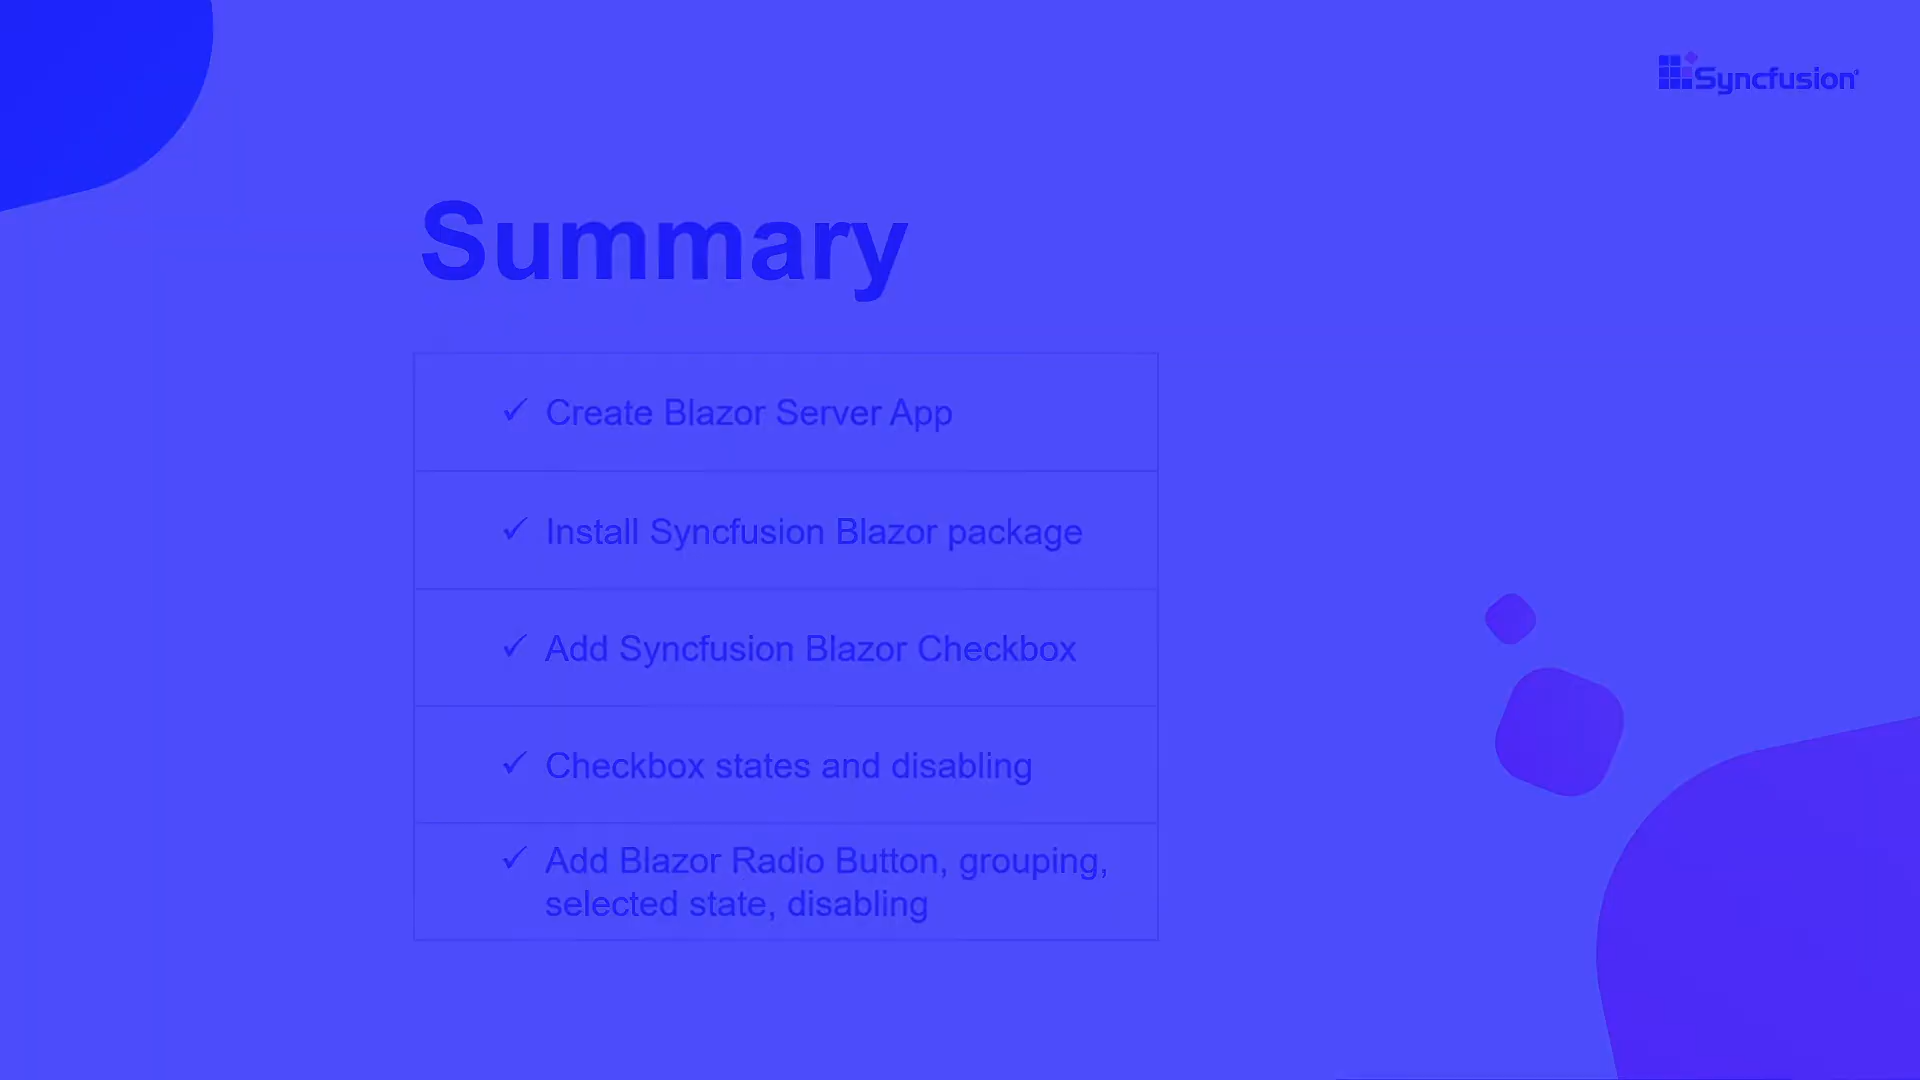 Syncfusion®
Summary
✓ Create Blazor Server App
✓ Install Syncfusion Blazor package
✓ Add Syncfusion Blazor Checkbox
✓ Checkbox states and disabling
✓ Add Blazor Radio Button, grouping,
selected state, disabling